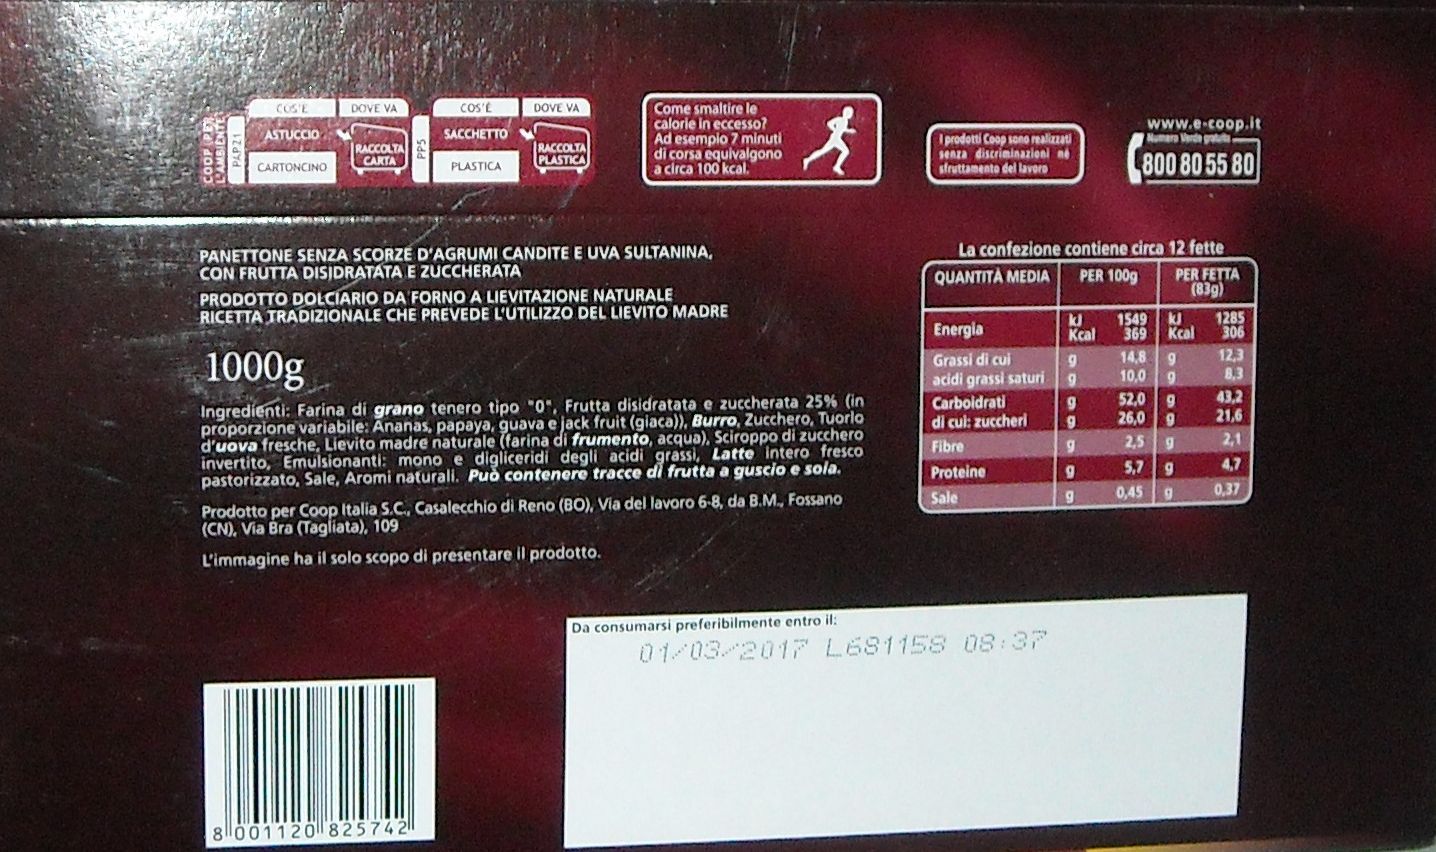 COOP PER
L'AMBIENTE
PAP 21
COS'È
DOVE VA
ASTUCCIO
CARTONCINO
RACCOLTA
CARTA
PP5
COS'È
DOVE VA
SACCHETTO
PLASTICA
RACCOLTA
PLASTICA
Come smaltire le
calorie in eccesso?
Ad esempio 7 minuti
di corsa equivalgono
a circa 100 kcal.
I prodotti Coop sono realizzati
senza discriminazioni né
sfruttamento del lavoro
www.e-coop.it
Numero Verde gratuito
800 80 55 80
PANETTONE SENZA SCORZE D'AGRUMI CANDITE E UVA SULTANINA,
CON FRUTTA DISIDRATATA E ZUCCHERATA
PRODOTTO DOLCIARIO DA FORNO A LIEVITAZIONE NATURALE
RICETTA TRADIZIONALE CHE PREVEDE L'UTILIZZO DEL LIEVITO MADRE
1000g
Ingredienti: Farina di grano tenero tipo "0", Frutta disidratata e zuccherata 25% (in
proporzione variabile: Ananas, papaya, guava e jack fruit (giaca)), Burro, Zucchero, Tuorlo
d'uova fresche, Lievito madre naturale (farina di frumento, acqua), Sciroppo di zucchero
invertito, Emulsionanti: mono e digliceridi degli acidi grassi, Latte intero fresco
pastorizzato, Sale, Aromi naturali. Può contenere tracce di frutta a guscio e soia.
Prodotto per Coop Italia S.C., Casalecchio di Reno (BO), Via del lavoro 6-8, da B.M., Fossano
(CN), Via Bra (Tagliata), 109
L'immagine ha il solo scopo di presentare il prodotto.
La confezione contiene circa 12 fette
QUANTITÀ MEDIA PER 100g PER FETTA
(83g)
Energia kJ 1549 kJ 1285
Kcal 369 Kcal 306
Grassi di cui g 14,8 g 12,3
acidi grassi saturi g 10,0 g 8,3
Carboidrati g 52,0 g 43,2
di cui: zuccheri g 26,0 g 21,6
Fibre g 2,5 g 2,1
Proteine g 5,7 g 4,7
Sale g 0,45 g 0,37
Da consumarsi preferibilmente entro il:
01/03/2017 L681158 08:37
8 001120 825742